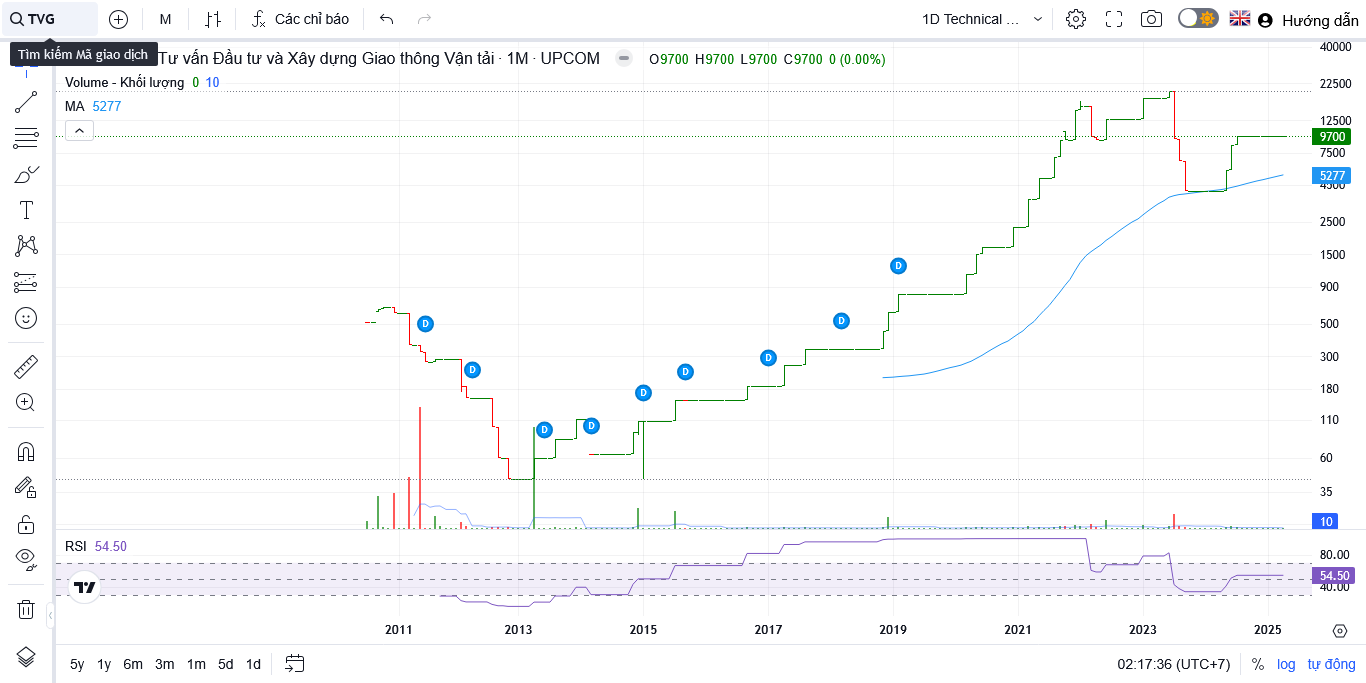 TVG
M
Các chỉ báo
1D Technical ...
Hướng dẫn
Tìm kiếm Mã giao dịch
Tư vấn Đầu tư và Xây dựng Giao thông Vận tải · 1M · UPCOM
O9700 H9700 L9700 C9700 0 (0.00%)
Volume - Khối lượng 0 10
MA 5277
40000
22500
12500
9700
7500
5277
4500
2500
1500
900
500
300
180
110
60
35
10
D
D
D
D
D
D
D
D
D
RSI 54.50
80.00
54.50
40.00
2011 2013 2015 2017 2019 2021 2023 2025
5y 1y 6m 3m 1m 5d 1d
02:17:36 (UTC+7) % log tự động